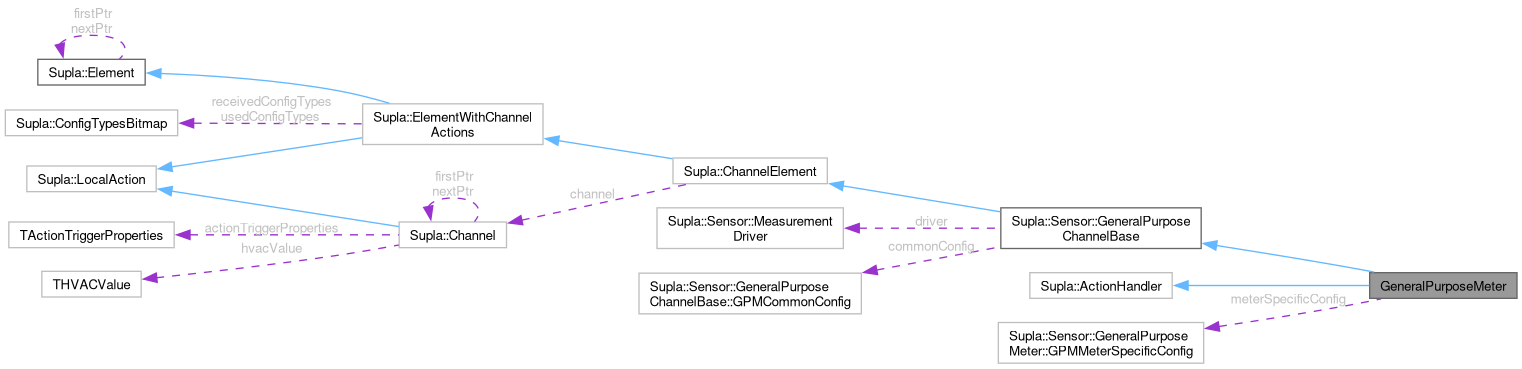 firstPtr
nextPtr
Supla::Element
receivedConfigTypes
usedConfigTypes
Supla::ConfigTypesBitmap
Supla::ElementWithChannel
Actions
Supla::LocalAction
Supla::ChannelElement
firstPtr
nextPtr
channel
TActionTriggerProperties
actionTriggerProperties
Supla::Channel
hvacValue
THVACValue
Supla::Sensor::Measurement
Driver
driver
Supla::Sensor::GeneralPurpose
ChannelBase
commonConfig
Supla::Sensor::GeneralPurpose
ChannelBase::GPMCommonConfig
Supla::ActionHandler
GeneralPurposeMeter
meterSpecificConfig
Supla::Sensor::GeneralPurpose
Meter::GPMMeterSpecificConfig